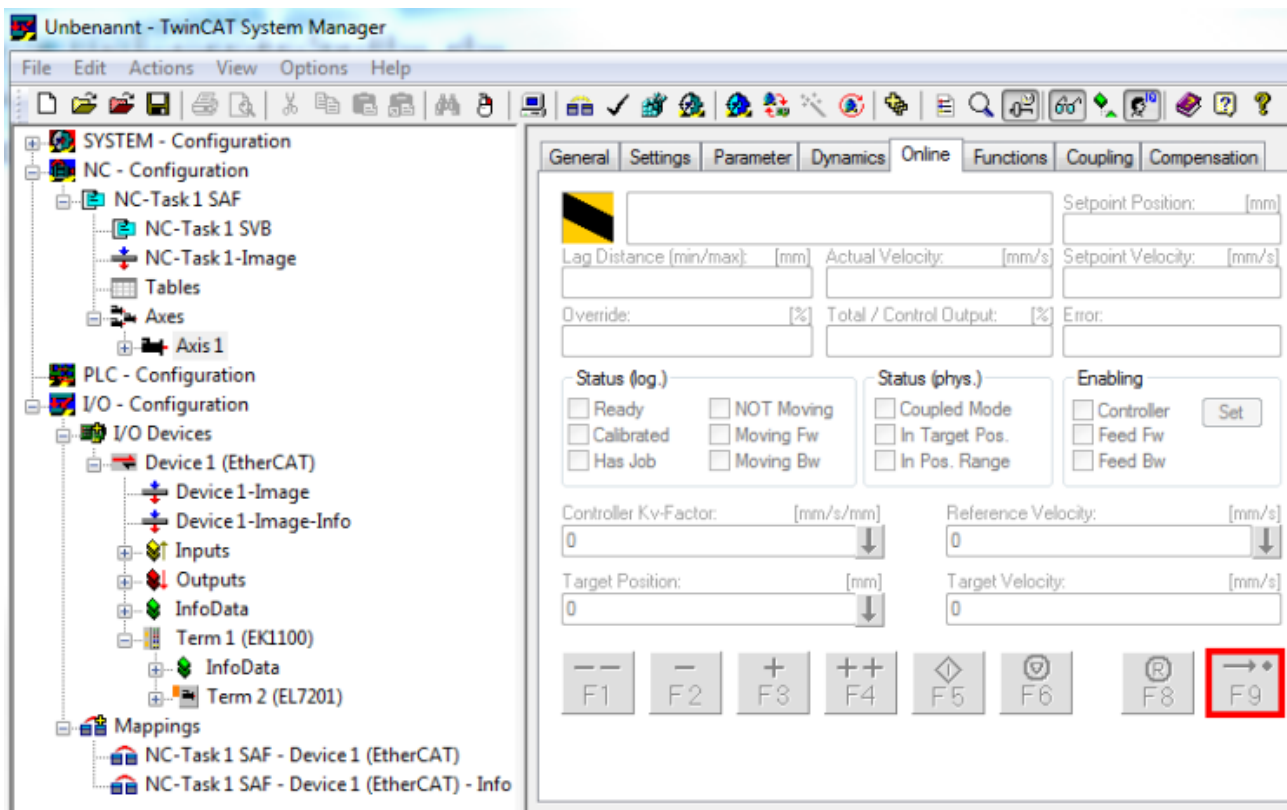 Unbenannt - TwinCAT System Manager
File Edit Actions View Options Help
SYSTEM - Configuration
NC - Configuration
NC-Task 1 SAF
NC-Task 1 SVB
NC-Task 1-Image
Tables
Axes
Axis 1
PLC - Configuration
I/O - Configuration
I/O Devices
Device 1 (EtherCAT)
Device 1-Image
Device 1-Image-Info
Inputs
Outputs
InfoData
Term 1 (EK1100)
InfoData
Term 2 (EL7201)
Mappings
NC-Task 1 SAF - Device 1 (EtherCAT)
NC-Task 1 SAF - Device 1 (EtherCAT) - Info
General Settings Parameter Dynamics Online Functions Coupling Compensation
Setpoint Position: [mm]
Lag Distance (min/max): [mm] Actual Velocity: [mm/s] Setpoint Velocity: [mm/s]
Override: [%] Total / Control Output: [%] Error:
Status (log.) Status (phys.) Enabling
Ready NOT Moving Coupled Mode Controller Set
Calibrated Moving Fw In Target Pos. Feed Fw
Has Job Moving Bw In Pos. Range Feed Bw
Controller Kv-Factor: [mm/s/mm] Reference Velocity: [mm/s]
0 0
Target Position: [mm] Target Velocity: [mm/s]
0 0
-- - + ++ R
F1 F2 F3 F4 F5 F6 F8 F9